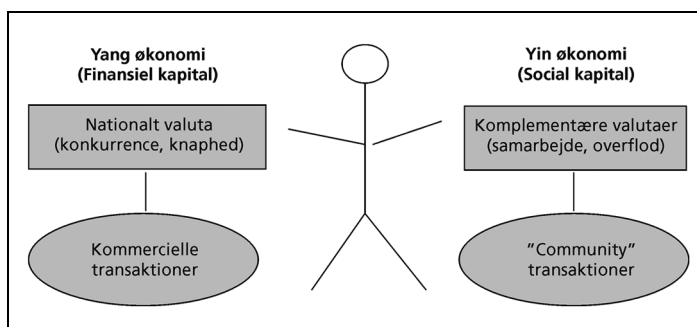 Yang økonomi
(Finansiel kapital)
Nationalt valuta
(konkurrence, knaphed)
Kommercielle
transaktioner
Yin økonomi
(Social kapital)
Komplementære valutaer
(samarbejde, overflod)
”Community”
transaktioner